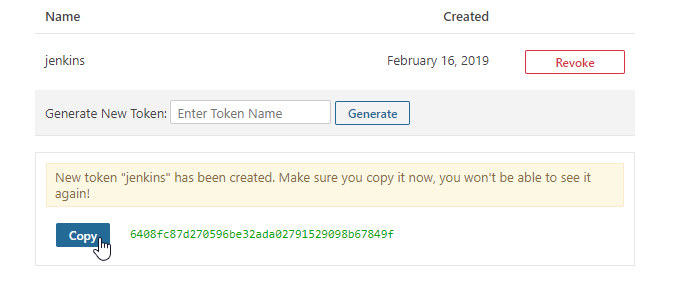 Name Created
jenkins February 16, 2019 Revoke
Generate New Token: Enter Token Name Generate
New token "jenkins" has been created. Make sure you copy it now, you won't be able to see it
again!
Copy 6408fc87d270596be32ada02791529098b67849f